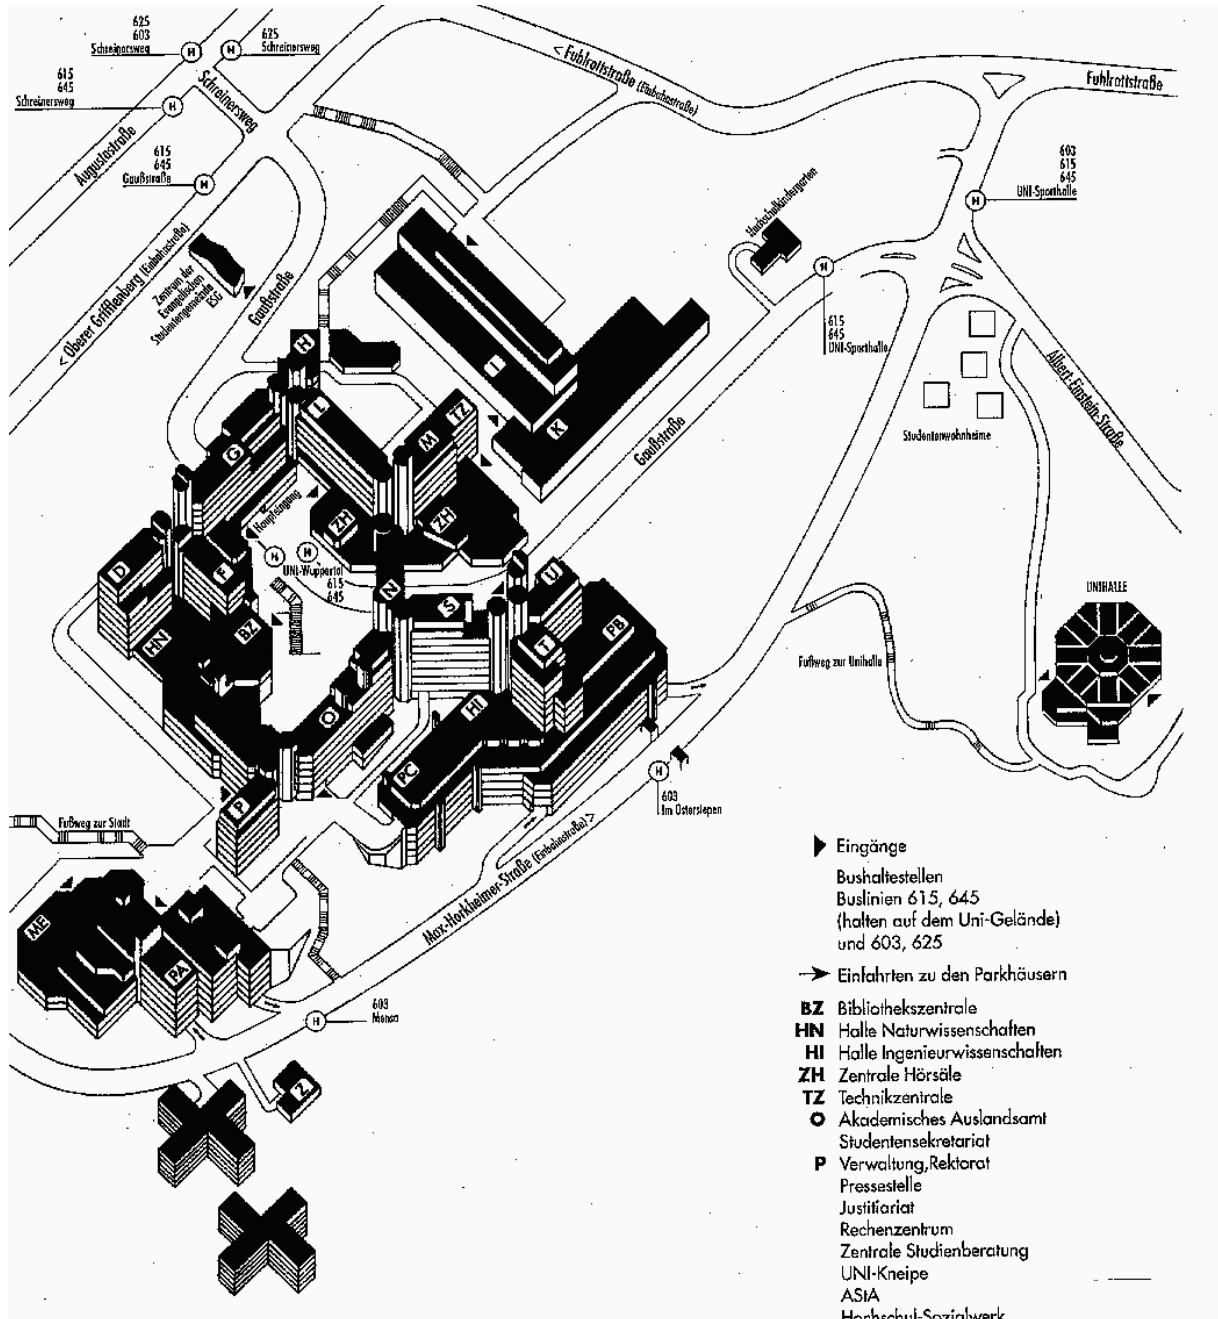 625
603
Schreinersweg
625
Schreinersweg
615
645
Schreinersweg
Schreinersweg
< Fuhlrottstraße (Einbahnstraße)
Fuhlrottstraße
Augustastraße
615
645
Gaußstraße
603
615
645
UNI-Sporthalle
Hochschulkindergarten
< Oberer Grifflenberg (Einbahnstraße)
Zentrum der
Evangelischen
Studentengemeinde
ESG
Gaußstraße
615
645
UNI-Sporthalle
Albert-Einstein-Straße
Studentenwohnheime
Gaußstraße
H
I
K
L
M
TZ
G
Haupteingang
ZH
ZH
UNI-Wuppertal
615
645
D
F
N
S
U
HN
BZ
T
PB
O
HI
PC
P
UNIHALLE
Fußweg zur Unihalle
603
Im Ostersiepen
Fußweg zur Stadt
Max-Horkheimer-Straße (Einbahnstraße) >
ME
PA
603
Mensa
Z
Eingänge
Bushaltestellen
Buslinien 615, 645
(halten auf dem Uni-Gelände)
und 603, 625
Einfahrten zu den Parkhäusern
BZ Bibliothekszentrale
HN Halle Naturwissenschaften
HI Halle Ingenieurwissenschaften
ZH Zentrale Hörsäle
TZ Technikzentrale
O Akademisches Auslandsamt
Studentensekretariat
P Verwaltung,Rektorat
Pressestelle
Justitiariat
Rechenzentrum
Zentrale Studienberatung
UNI-Kneipe
AStA
Hochschul-Sozialwerk